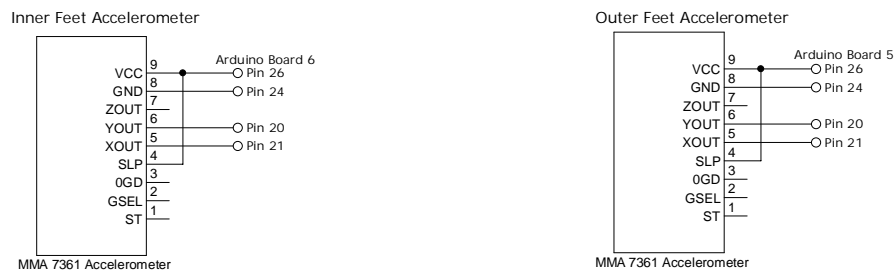 Inner Feet Accelerometer
Arduino Board 6
VCC 9 Pin 26
GND 8 Pin 24
ZOUT 7
YOUT 6 Pin 20
XOUT 5 Pin 21
SLP 4
0GD 3
GSEL 2
ST 1
MMA 7361 Accelerometer
Outer Feet Accelerometer
Arduino Board 5
VCC 9 Pin 26
GND 8 Pin 24
ZOUT 7
YOUT 6 Pin 20
XOUT 5 Pin 21
SLP 4
0GD 3
GSEL 2
ST 1
MMA 7361 Accelerometer